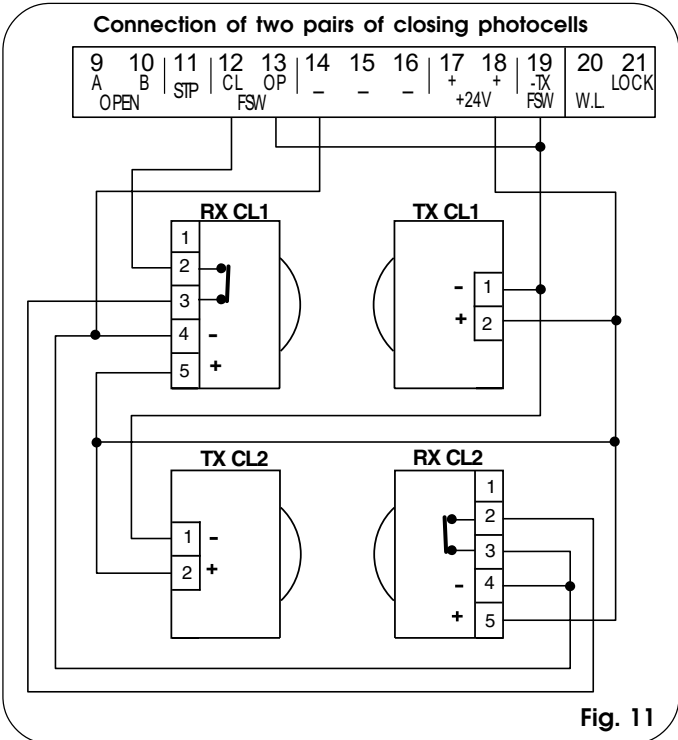 Connection of two pairs of closing photocells
9 10 11 12 13 14 15 16 17 18 19 20 21
A B STP CL OP - - - + + -TX W.L. LOCK
OPEN FSW +24V FSW
RX CL1 TX CL1
1
2
3
4 -
5 +
- 1
+ 2
TX CL2 RX CL2
1 -
2 +
1
2
3
- 4
+ 5
Fig. 11